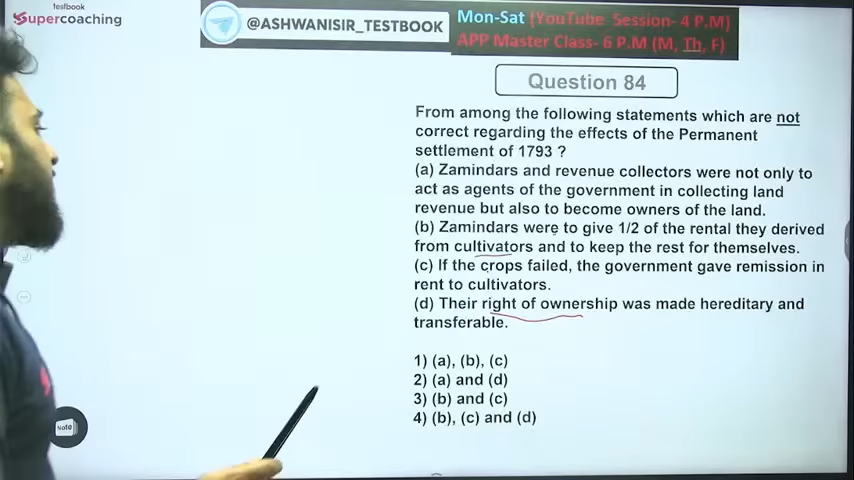 testbook
Supercoaching
@ASHWANISIR_TESTBOOK
Mon-Sat (YouTube Session- 4 P.M)
APP Master Class- 6 P.M (M, Th, F)
Question 84
From among the following statements which are not
correct regarding the effects of the Permanent
settlement of 1793 ?
(a) Zamindars and revenue collectors were not only to
act as agents of the government in collecting land
revenue but also to become owners of the land.
(b) Zamindars were to give 1/2 of the rental they derived
from cultivators and to keep the rest for themselves.
(c) If the crops failed, the government gave remission in
rent to cultivators.
(d) Their right of ownership was made hereditary and
transferable.
1) (a), (b), (c)
2) (a) and (d)
3) (b) and (c)
4) (b), (c) and (d)
Note